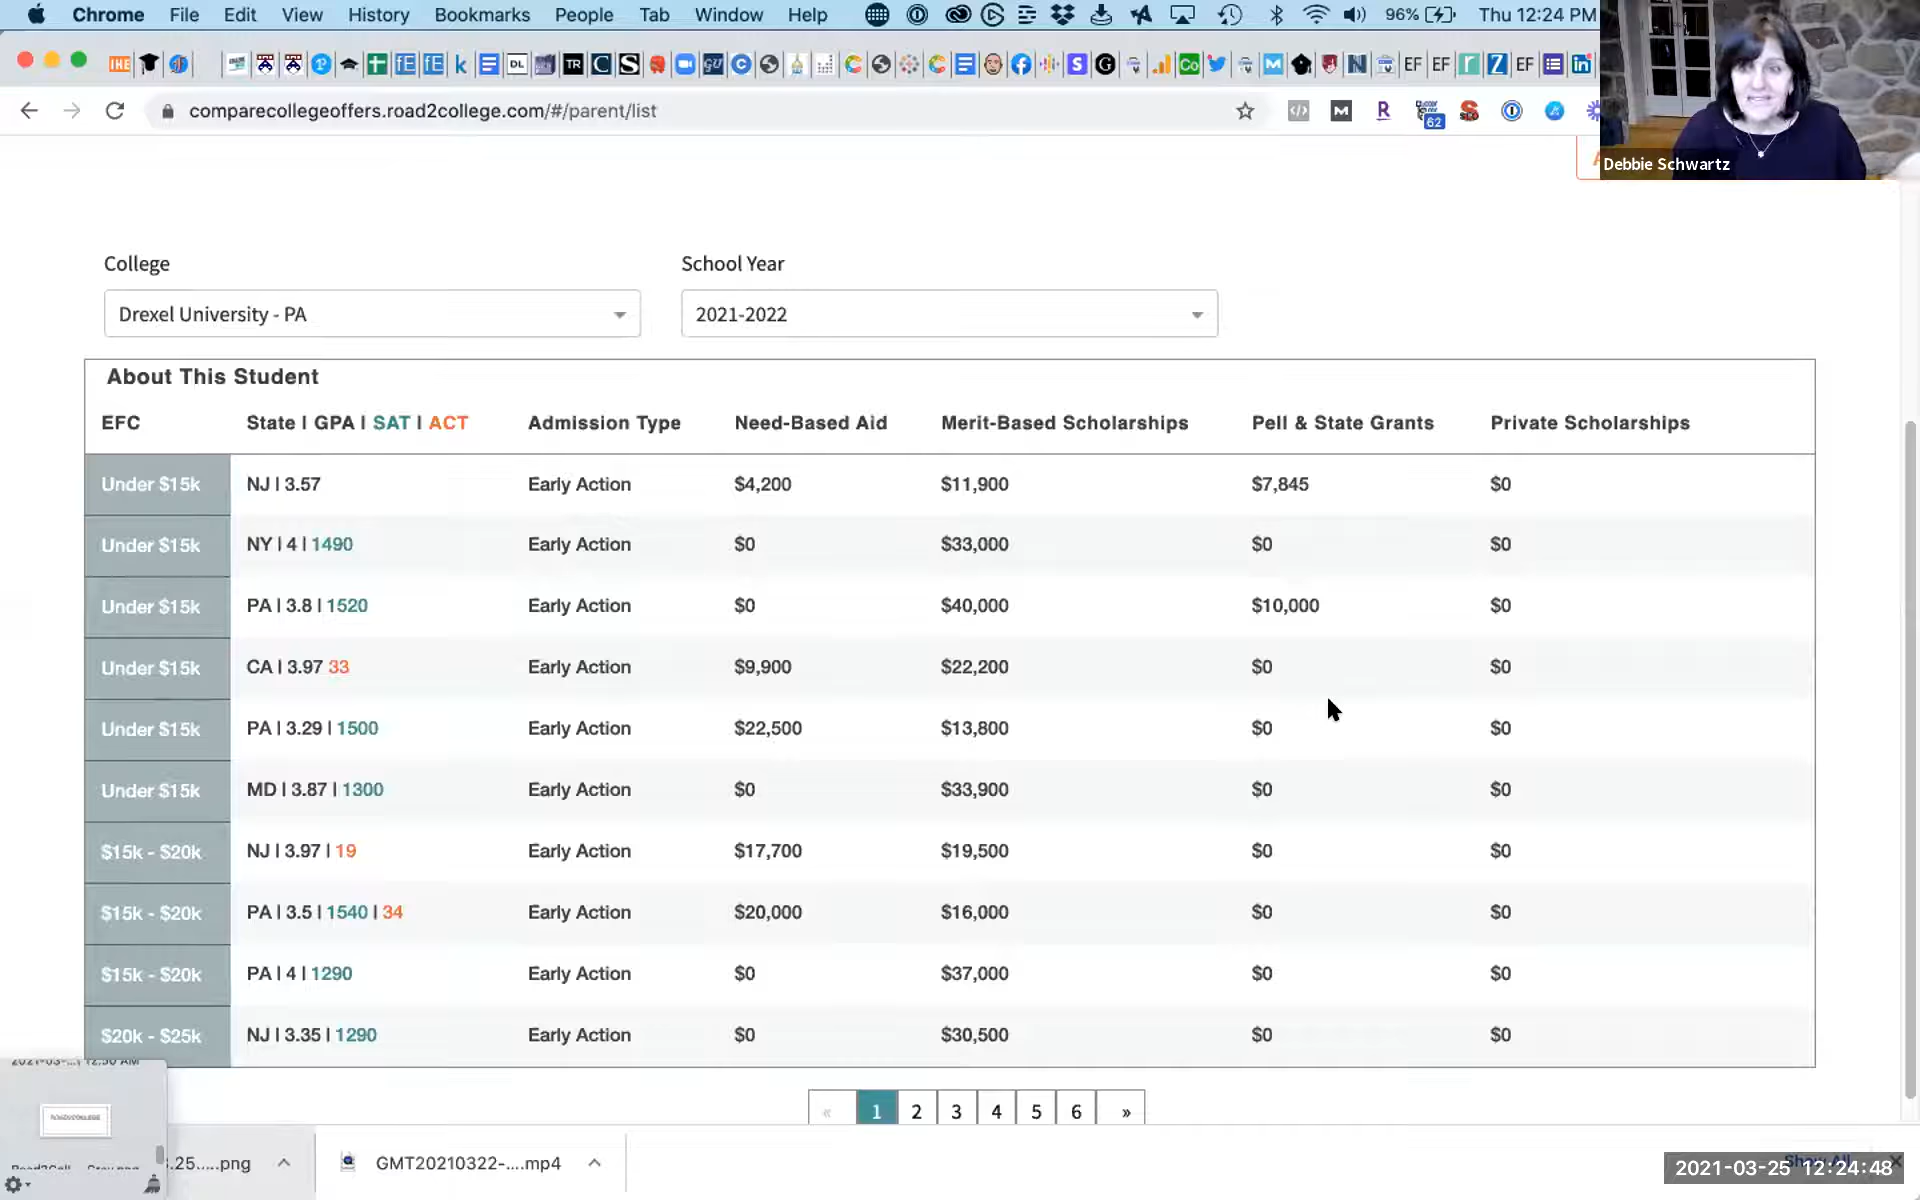 Chrome File Edit View History Bookmarks People Tab Window Help 96% Thu 12:24 PM
comparecollegeoffers.road2college.com/#/parent/list
62
Debbie Schwartz
College School Year
Drexel University - PA 2021-2022
About This Student
EFC State | GPA | SAT | ACT Admission Type Need-Based Aid Merit-Based Scholarships Pell & State Grants Private Scholarships
Under $15k NJ | 3.57 Early Action $4,200 $11,900 $7,845 $0
Under $15k NY | 4 | 1490 Early Action $0 $33,000 $0 $0
Under $15k PA | 3.8 | 1520 Early Action $0 $40,000 $10,000 $0
Under $15k CA | 3.97 33 Early Action $9,900 $22,200 $0 $0
Under $15k PA | 3.29 | 1500 Early Action $22,500 $13,800 $0 $0
Under $15k MD | 3.87 | 1300 Early Action $0 $33,900 $0 $0
$15k - $20k NJ | 3.97 | 19 Early Action $17,700 $19,500 $0 $0
$15k - $20k PA | 3.5 | 1540 | 34 Early Action $20,000 $16,000 $0 $0
$15k - $20k PA | 4 | 1290 Early Action $0 $37,000 $0 $0
$20k - $25k NJ | 3.35 | 1290 Early Action $0 $30,500 $0 $0
« 1 2 3 4 5 6 »
.25....png GMT20210322-....mp4
2021-03-25 12:24:48